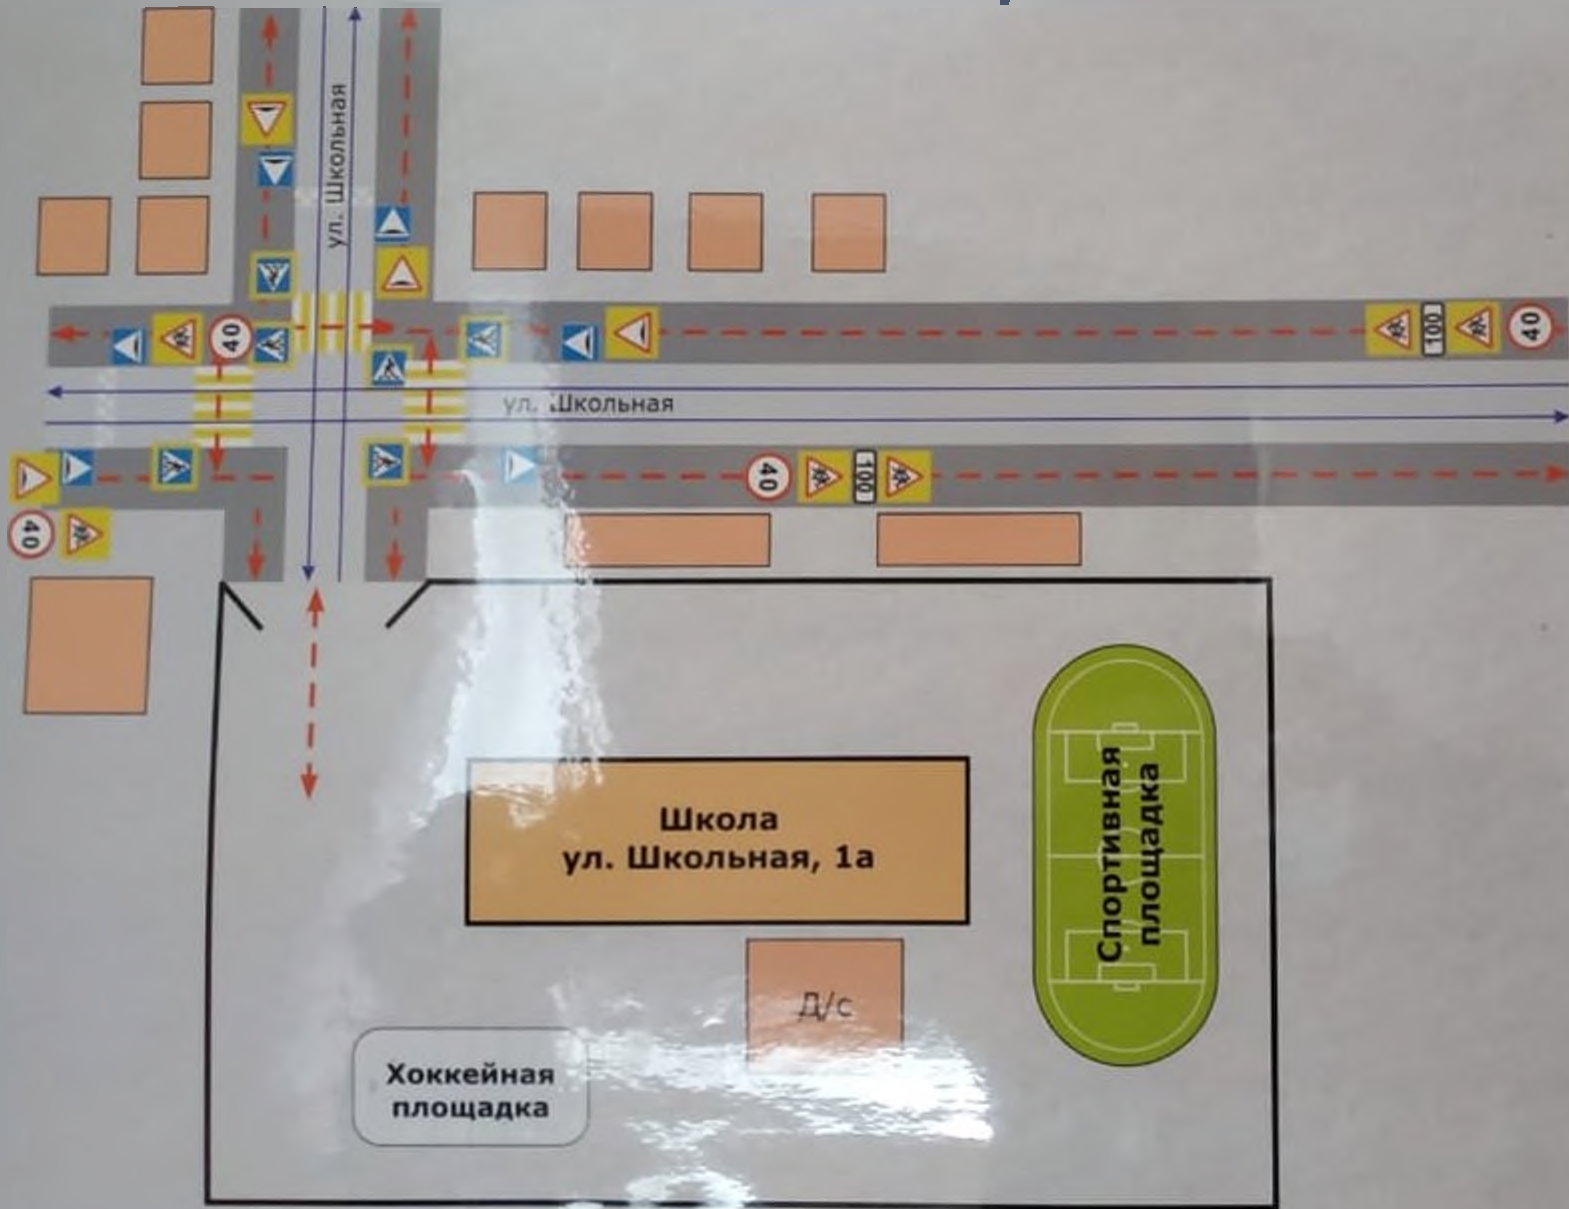 ул. Школьная
40
100
40
ул. Школьная
40
100
40
Школа
ул. Школьная, 1а
Спортивная
площадка
Д/с
Хоккейная
площадка